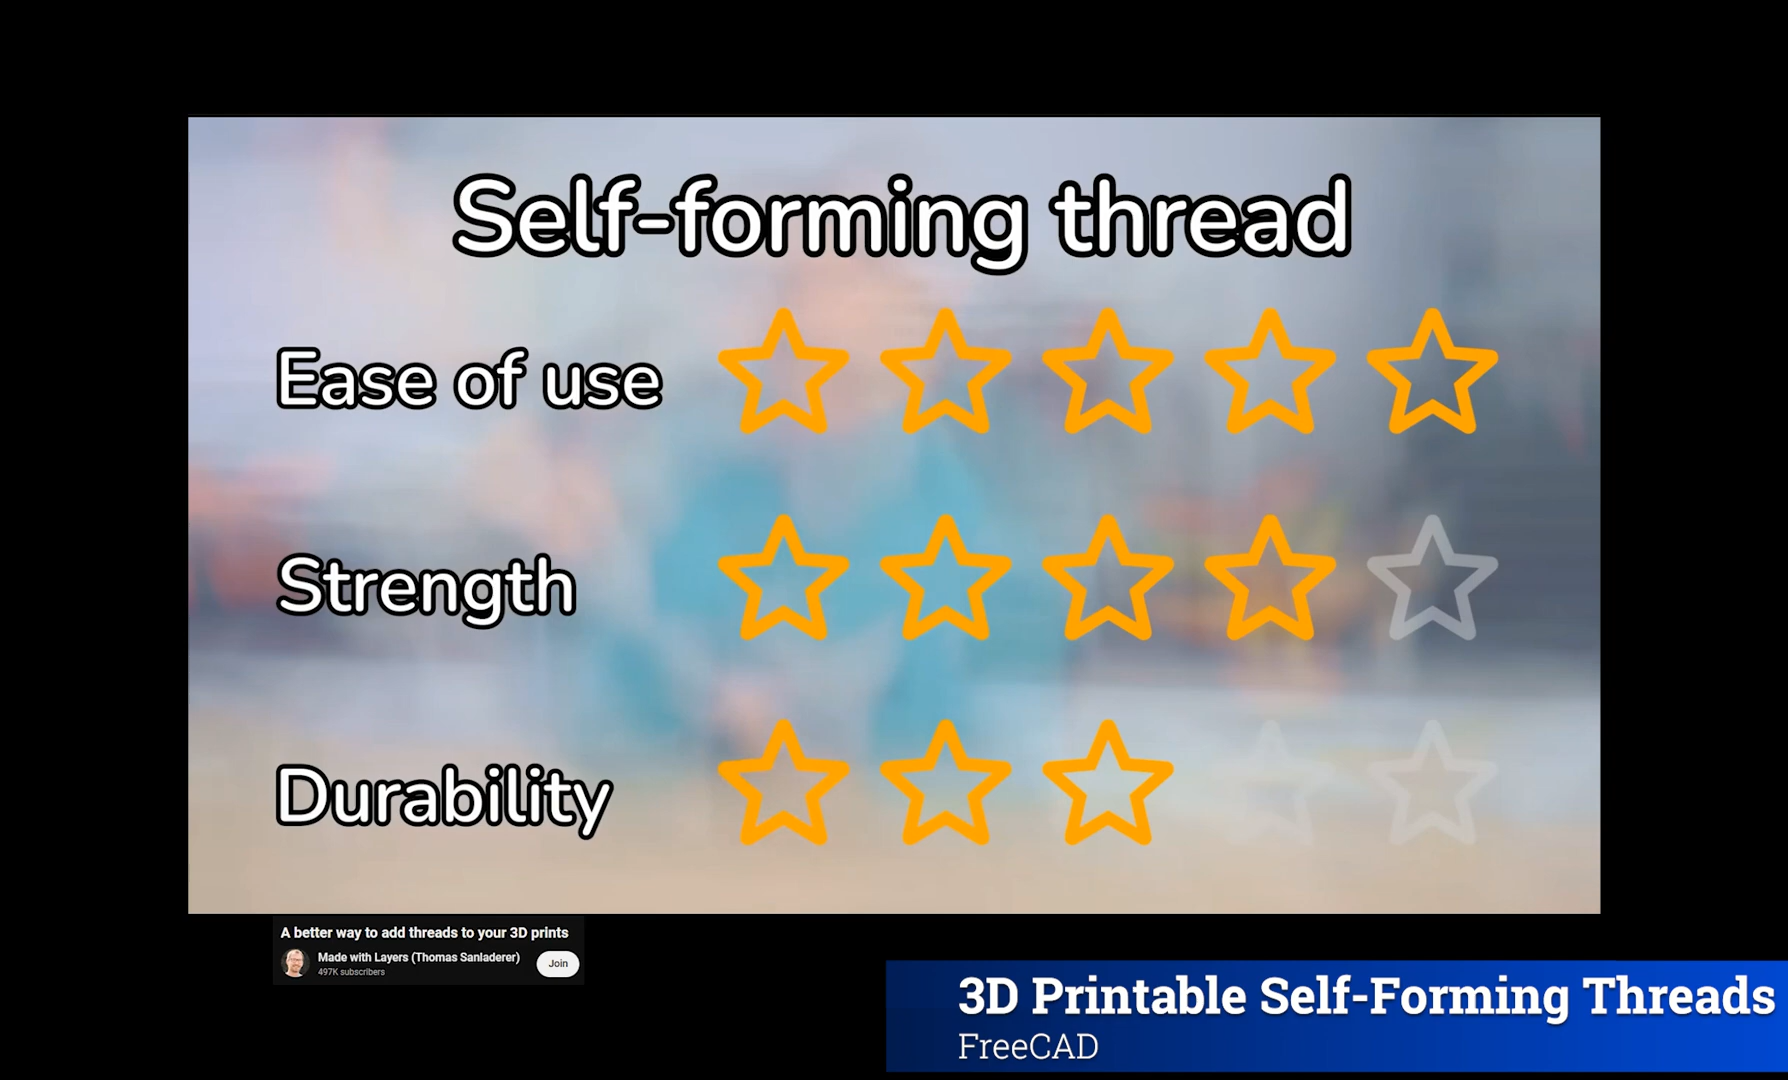 Self-forming thread
Ease of use
Strength
Durability
A better way to add threads to your 3D prints
Made with Layers (Thomas Sanladerer)
497K subscribers
Join
3D Printable Self-Forming Threads
FreeCAD